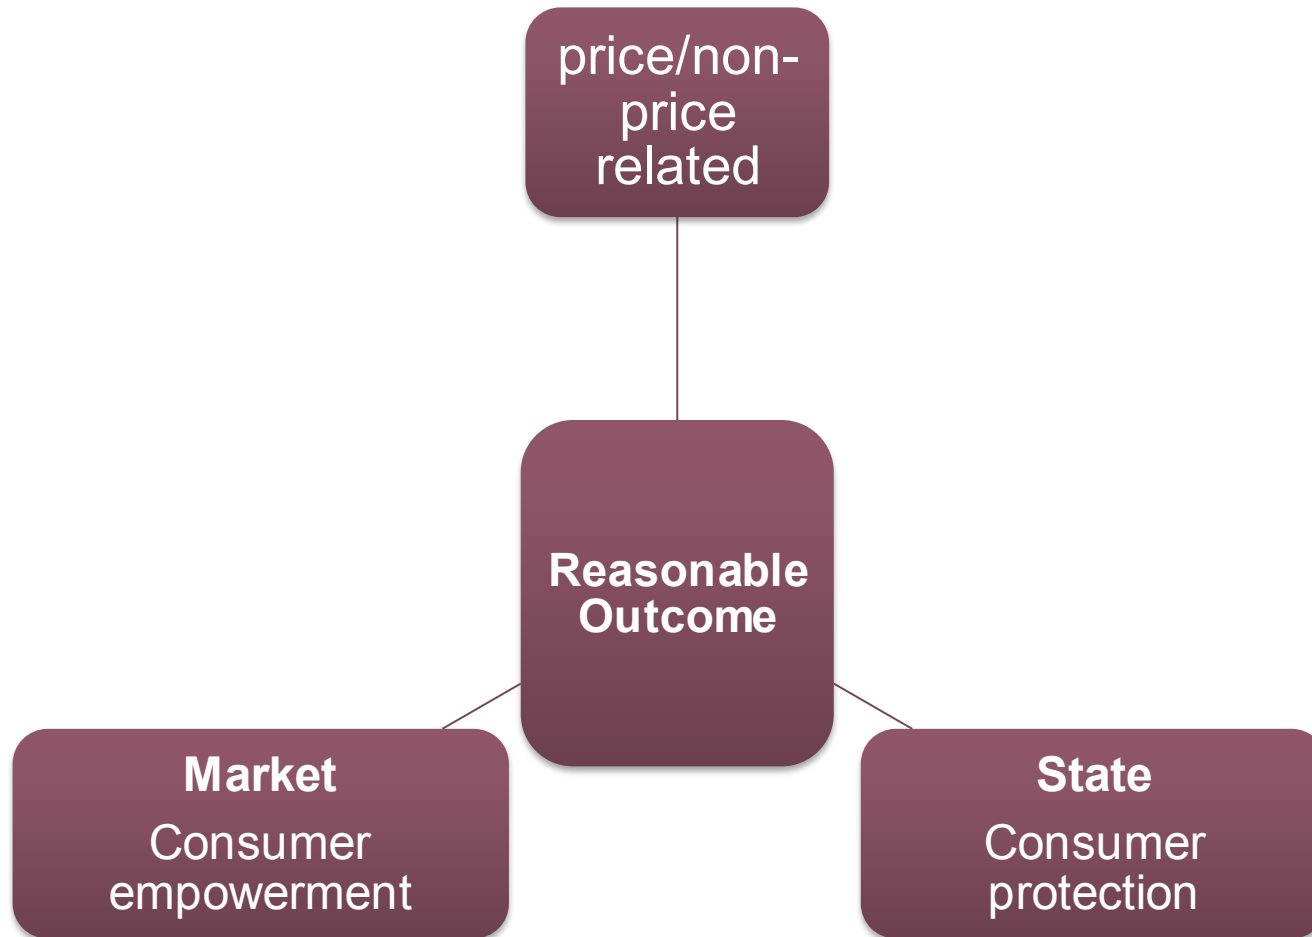 price/non-
price
related
Reasonable
Outcome
Market
Consumer
empowerment
State
Consumer
protection